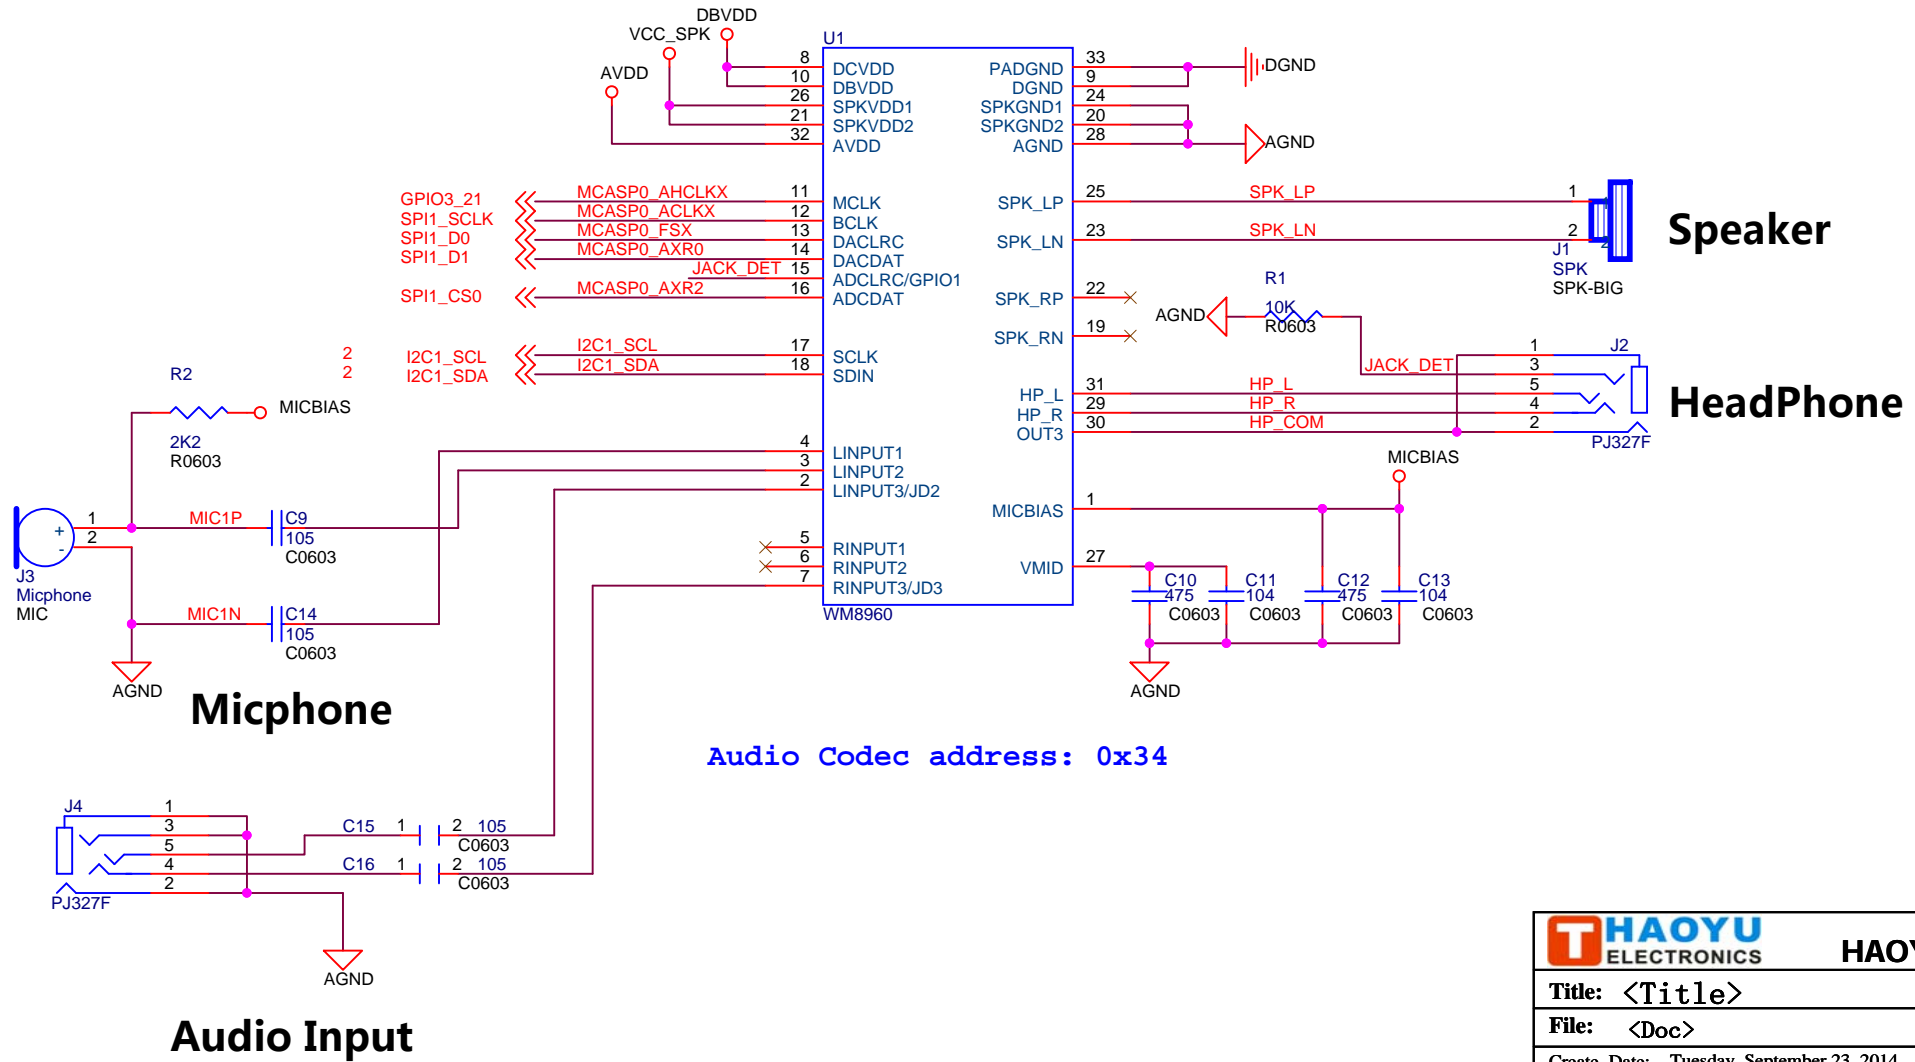 DBVDD
VCC_SPK
AVDD
U1
8 DCVDD
10 DBVDD
26 SPKVDD1
21 SPKVDD2
32 AVDD
PADGND 33
DGND 9
SPKGND1 24
SPKGND2 20
AGND 28
DGND
AGND
GPIO3_21 MCASP0_AHCLKX 11 MCLK
SPI1_SCLK MCASP0_ACLKX 12 BCLK
SPI1_D0 MCASP0_FSX 13 DACLRC
SPI1_D1 MCASP0_AXR0 14 DACDAT
JACK_DET 15 ADCLRC/GPIO1
SPI1_CS0 MCASP0_AXR2 16 ADCDAT
2 I2C1_SCL I2C1_SCL 17 SCLK
2 I2C1_SDA I2C1_SDA 18 SDIN
SPK_LP 25 SPK_LP 1
SPK_LN 23 SPK_LN 2
J1
SPK
SPK-BIG
Speaker
SPK_RP 22
SPK_RN 19
R1
10K
R0603
AGND
1 J2
JACK_DET 3
HP_L 31 HP_L 5
HP_R 29 HP_R 4
OUT3 30 HP_COM 2
PJ327F
HeadPhone
R2
MICBIAS
2K2
R0603
4 LINPUT1
3 LINPUT2
2 LINPUT3/JD2
5 RINPUT1
6 RINPUT2
7 RINPUT3/JD3
WM8960
MICBIAS
MICBIAS 1
VMID 27
C10
475
C0603
C11
104
C0603
C12
475
C0603
C13
104
C0603
AGND
+ 1
- 2
J3
Micphone
MIC
MIC1P
C9
105
C0603
MIC1N
C14
105
C0603
AGND
Micphone
Audio Codec address: 0x34
J4
1
3
5
4
2
PJ327F
C15 1 2 105
C0603
C16 1 2 105
C0603
AGND
Audio Input
THAOYU
ELECTRONICS
HAOY
Title: <Title>
File: <Doc>
Create Date: Tuesday, September 23, 2014